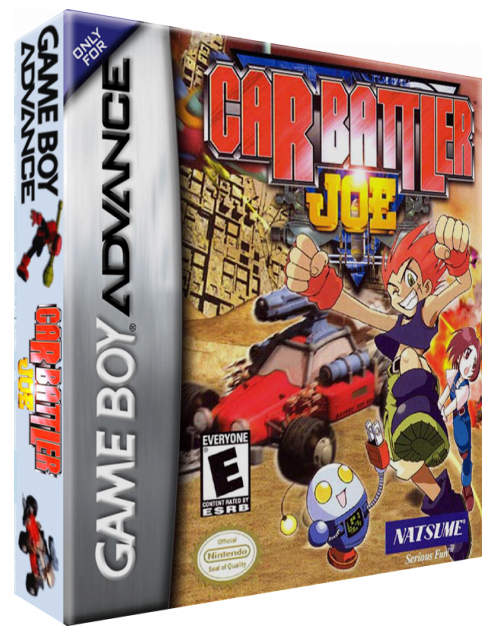 GAME BOY
ADVANCE
CAR BATTLER
JOE
ONLY
FOR
GAME BOY ADVANCE
CAR BATTLER
JOE
EVERYONE
E
CONTENT RATED BY
ESRB
Official
Nintendo
Seal of Quality
NATSUME
Serious Fun™